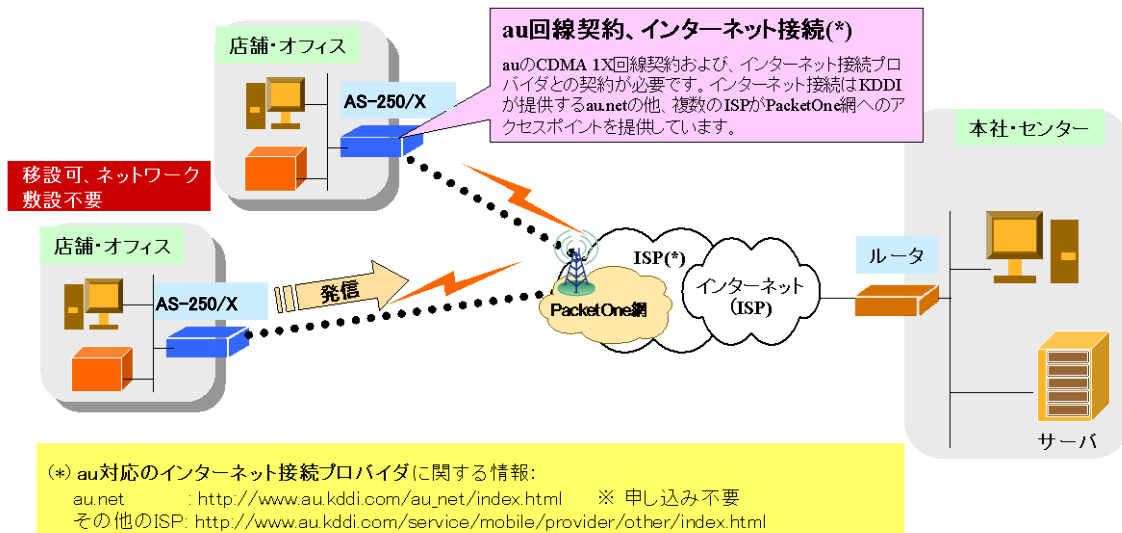 店舗・オフィス
AS-250/X
au回線契約、インターネット接続(*)
auのCDMA 1X回線契約および、インターネット接続プロ
バイダとの契約が必要です。インターネット接続はKDDI
が提供するau.netの他、複数のISPがPacketOne網へのア
クセスポイントを提供しています。
本社・センター
移設可、ネットワーク
敷設不要
店舗・オフィス
AS-250/X
発信
ISP(*)
PacketOne網
インターネット
(ISP)
ルータ
サーバ
(*) au対応のインターネット接続プロバイダに関する情報:
au.net : http://www.au.kddi.com/au_net/index.html ※ 申し込み不要
その他のISP: http://www.au.kddi.com/service/mobile/provider/other/index.html